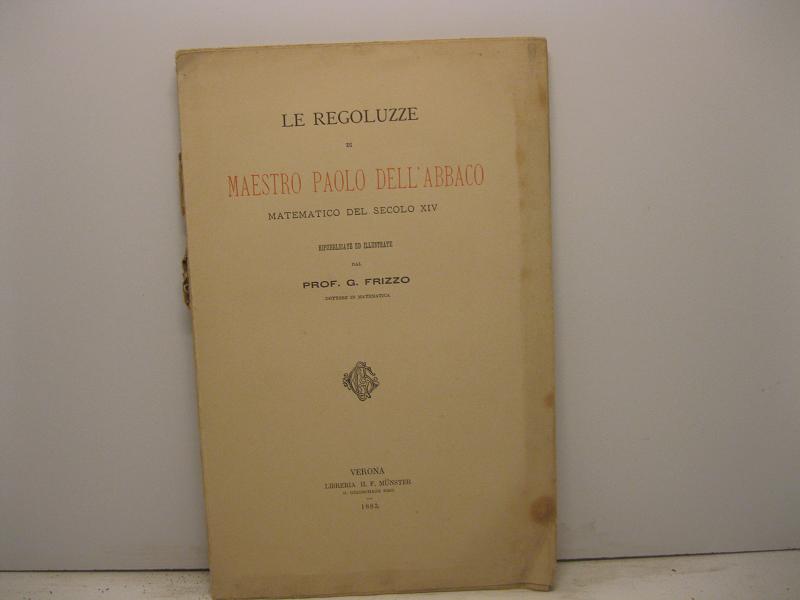 LE REGOLUZZE
DI
MAESTRO PAOLO DELL'ABBACO
MATEMATICO DEL SECOLO XIV
RIPUBBLICATE ED ILLUSTRATE
DAL
PROF. G. FRIZZO
DOTTORE IN MATEMATICA
VERONA
LIBRERIA H. F. MÜNSTER
1883